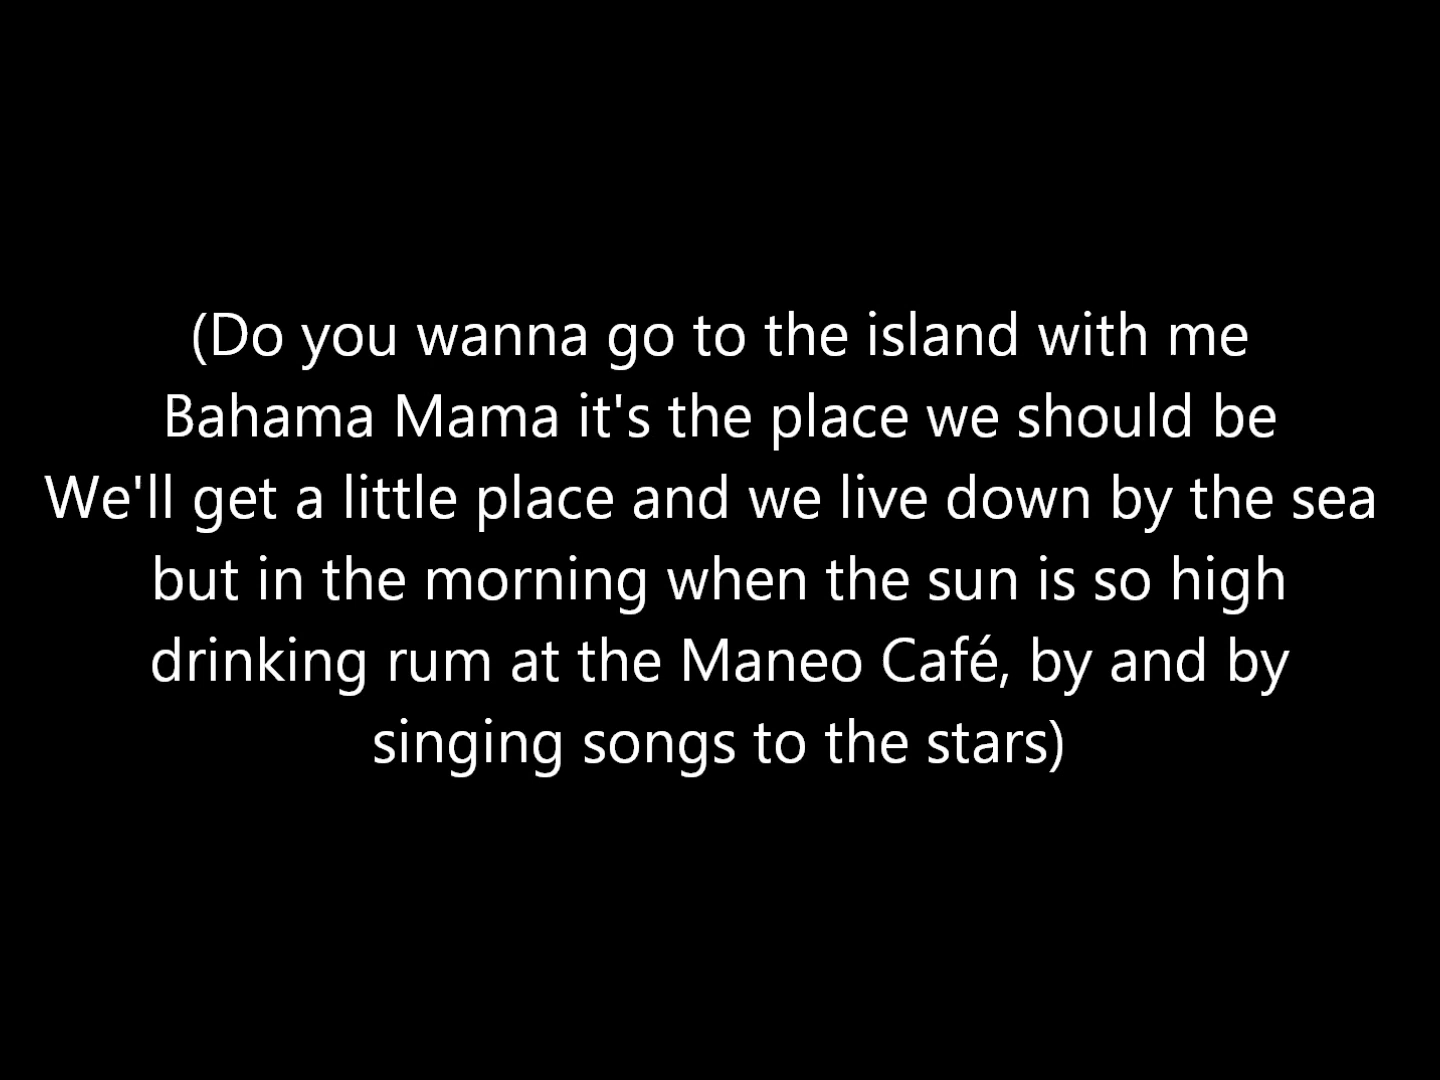 (Do you wanna go to the island with me
Bahama Mama it's the place we should be
We'll get a little place and we live down by the sea
but in the morning when the sun is so high
drinking rum at the Maneo Café, by and by
singing songs to the stars)